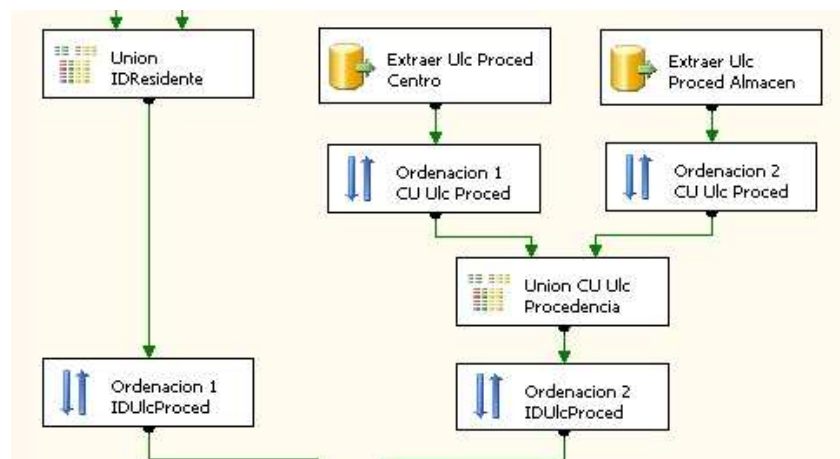 Union
IDResidente
Extraer Ulc Proced
Centro
Extraer Ulc
Proced Almacen
Ordenacion 1
CU Ulc Proced
Ordenacion 2
CU Ulc Proced
Union CU Ulc
Procedencia
Ordenacion 1
IDUlcProced
Ordenacion 2
IDUlcProced